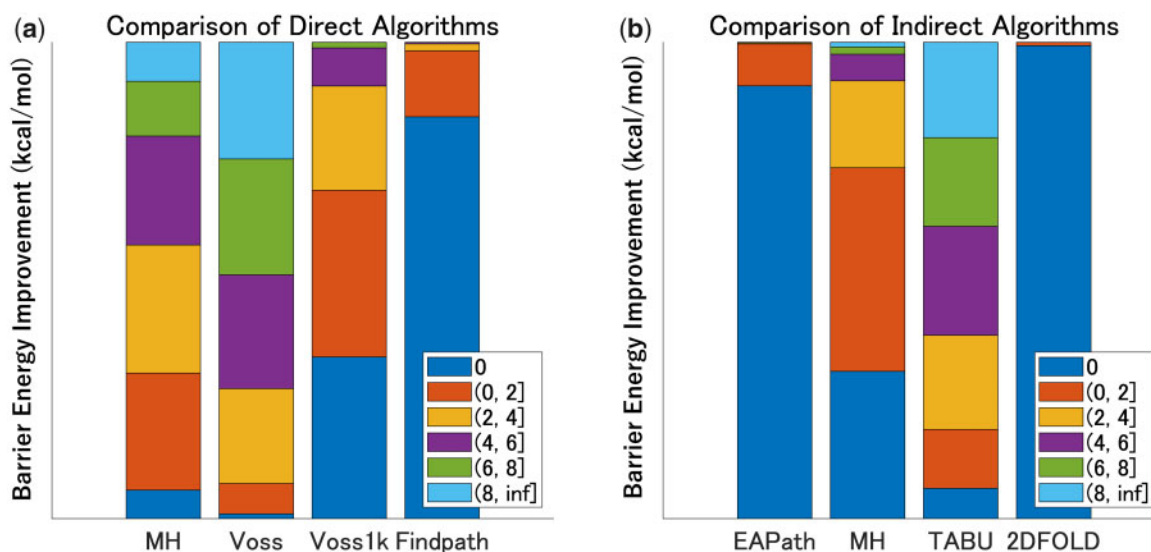 (a)
Comparison of Direct Algorithms
Barrier Energy Improvement (kcal/mol)
0
(0, 2]
(2, 4]
(4, 6]
(6, 8]
(8, inf]
MH Voss Voss1k Findpath
(b)
Comparison of Indirect Algorithms
Barrier Energy Improvement (kcal/mol)
0
(0, 2]
(2, 4]
(4, 6]
(6, 8]
(8, inf]
EAPath MH TABU 2DFOLD